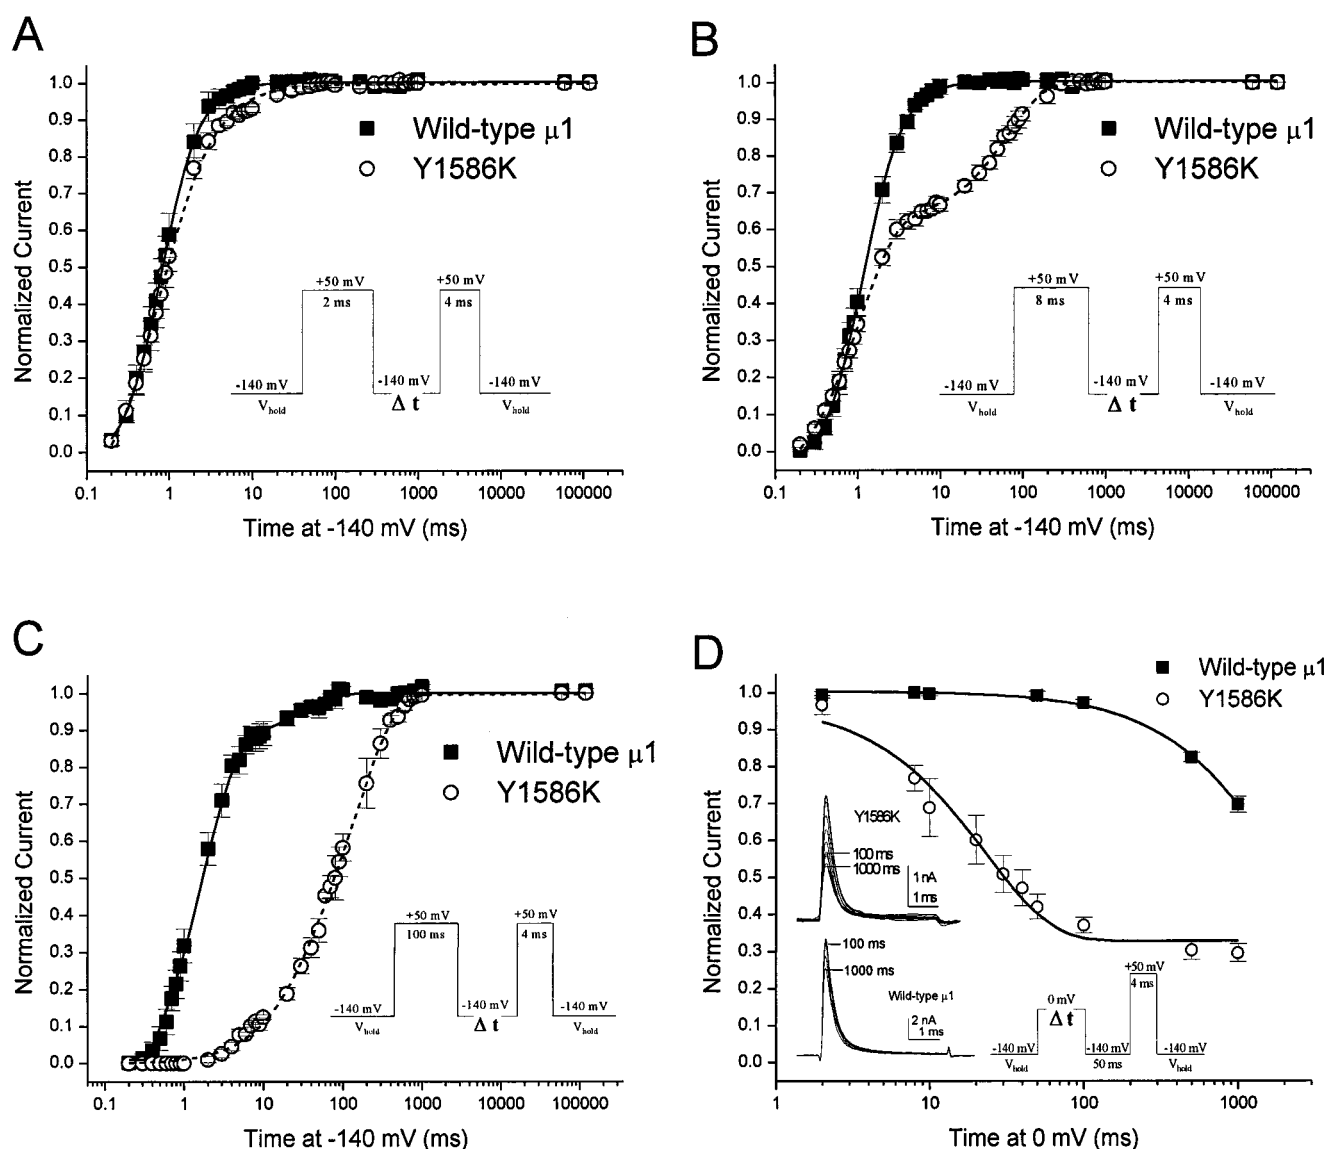 A
Normalized Current
1.0
0.9
0.8
0.7
0.6
0.5
0.4
0.3
0.2
0.1
0.0
Wild-type μ1
Y1586K
+50 mV
2 ms
+50 mV
4 ms
-140 mV
-140 mV
-140 mV
Vhold
Δ t
Vhold
0.1 1 10 100 1000 10000 100000
Time at -140 mV (ms)
B
Normalized Current
1.0
0.9
0.8
0.7
0.6
0.5
0.4
0.3
0.2
0.1
0.0
Wild-type μ1
Y1586K
+50 mV
8 ms
+50 mV
4 ms
-140 mV
-140 mV
-140 mV
Vhold
Δ t
Vhold
0.1 1 10 100 1000 10000 100000
Time at -140 mV (ms)
C
Normalized Current
1.0
0.9
0.8
0.7
0.6
0.5
0.4
0.3
0.2
0.1
0.0
Wild-type μ1
Y1586K
+50 mV
100 ms
+50 mV
4 ms
-140 mV
-140 mV
-140 mV
Vhold
Δ t
Vhold
0.1 1 10 100 1000 10000 100000
Time at -140 mV (ms)
D
Wild-type μ1
Y1586K
Normalized Current
1.0
0.9
0.8
0.7
0.6
0.5
0.4
0.3
0.2
0.1
0.0
Y1586K
100 ms
1000 ms
1 nA
1 ms
100 ms
1000 ms
Wild-type μ1
2 nA
1 ms
+50 mV
4 ms
0 mV
Δ t
-140 mV
-140 mV
-140 mV
Vhold
50 ms
Vhold
1 10 100 1000
Time at 0 mV (ms)